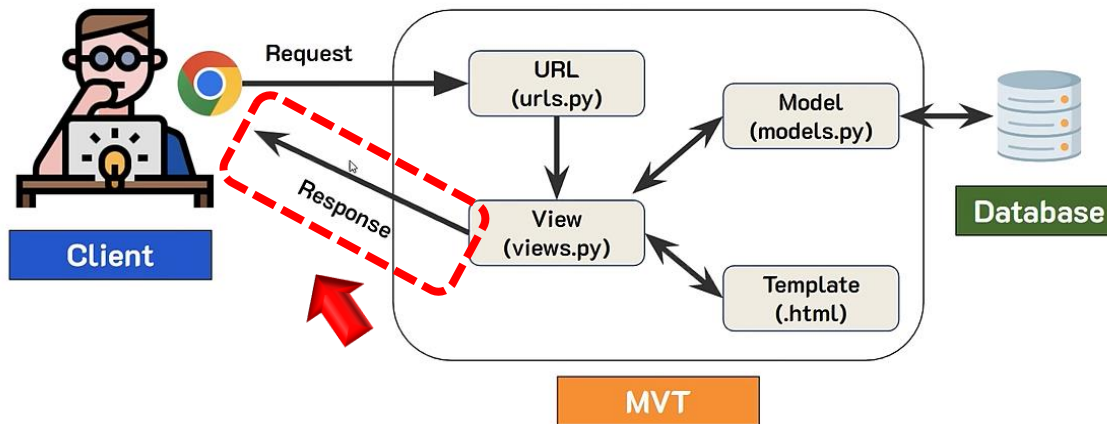 Request
URL
(urls.py)
Model
(models.py)
Response
View
(views.py)
Database
Client
Template
(.html)
MVT